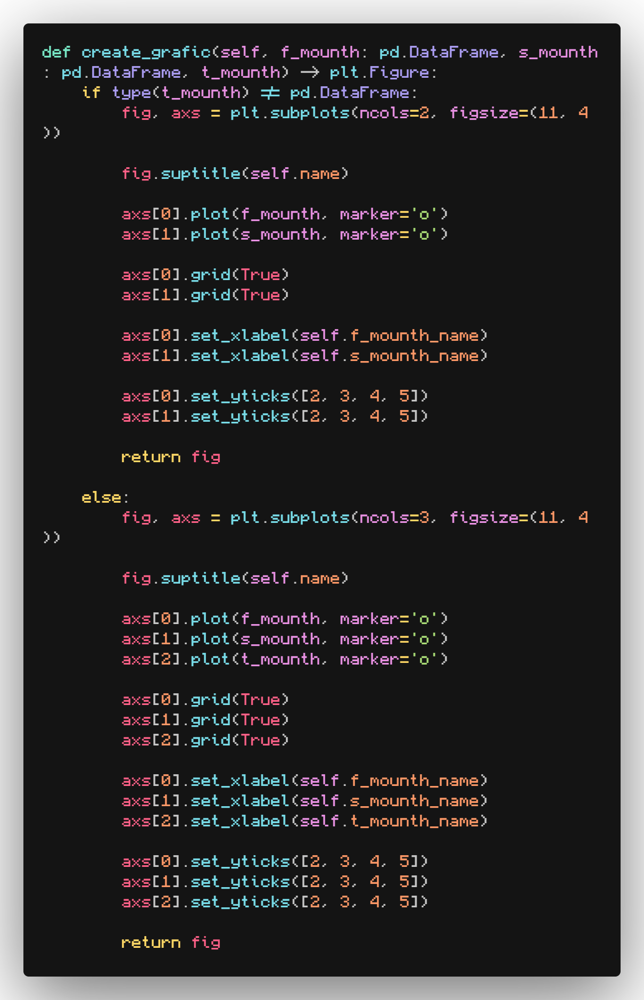 def create_grafic(self, f_mounth: pd.DataFrame, s_mounth
: pd.DataFrame, t_mounth) -> plt.Figure:
    if type(t_mounth) != pd.DataFrame:
        fig, axs = plt.subplots(ncols=2, figsize=(11, 4
))

        fig.suptitle(self.name)

        axs[0].plot(f_mounth, marker='o')
        axs[1].plot(s_mounth, marker='o')

        axs[0].grid(True)
        axs[1].grid(True)

        axs[0].set_xlabel(self.f_mounth_name)
        axs[1].set_xlabel(self.s_mounth_name)

        axs[0].set_yticks([2, 3, 4, 5])
        axs[1].set_yticks([2, 3, 4, 5])

        return fig

    else:
        fig, axs = plt.subplots(ncols=3, figsize=(11, 4
))

        fig.suptitle(self.name)

        axs[0].plot(f_mounth, marker='o')
        axs[1].plot(s_mounth, marker='o')
        axs[2].plot(t_mounth, marker='o')

        axs[0].grid(True)
        axs[1].grid(True)
        axs[2].grid(True)

        axs[0].set_xlabel(self.f_mounth_name)
        axs[1].set_xlabel(self.s_mounth_name)
        axs[2].set_xlabel(self.t_mounth_name)

        axs[0].set_yticks([2, 3, 4, 5])
        axs[1].set_yticks([2, 3, 4, 5])
        axs[2].set_yticks([2, 3, 4, 5])

        return fig